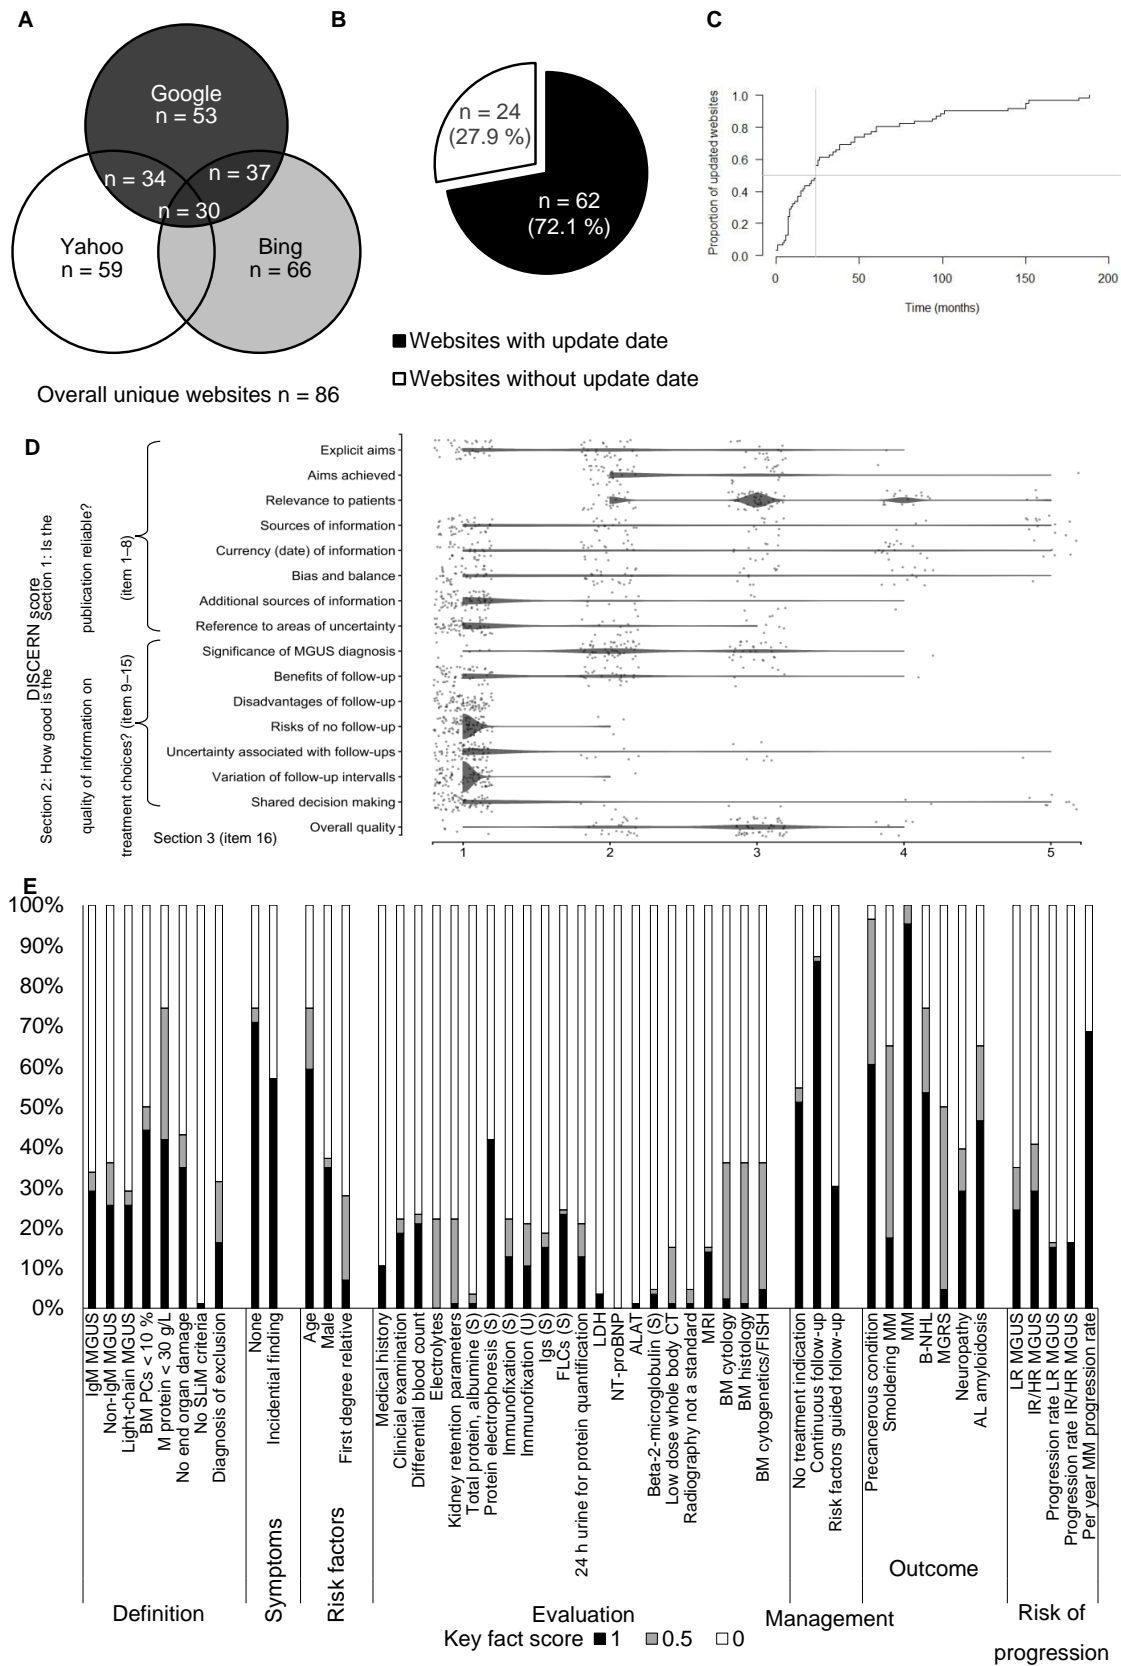 A
B
C
Google
n = 53
n = 34
n = 37
n = 30
Yahoo
n = 59
Bing
n = 66
Overall unique websites n = 86
n = 24
(27.9 %)
n = 62
(72.1 %)
Websites with update date
Websites without update date
Proportion of updated websites
1.0
0.8
0.6
0.4
0.2
0.0
0
50
100
150
200
Time (months)
D
DISCERN score
Section 1: Is the
publication reliable?
(item 1–8)
Section 2: How good is the
quality of information on
treatment choices? (item 9–15)
Section 3 (item 16)
Explicit aims
Aims achieved
Relevance to patients
Sources of information
Currency (date) of information
Bias and balance
Additional sources of information
Reference to areas of uncertainty
Significance of MGUS diagnosis
Benefits of follow-up
Disadvantages of follow-up
Risks of no follow-up
Uncertainty associated with follow-ups
Variation of follow-up intervalls
Shared decision making
Overall quality
1
2
3
4
5
E
100%
90%
80%
70%
60%
50%
40%
30%
20%
10%
0%
IgM MGUS
Non-IgM MGUS
Light-chain MGUS
BM PCs < 10 %
M protein < 30 g/L
No end organ damage
No SLiM criteria
Diagnosis of exclusion
None
Incidental finding
Age
Male
First degree relative
Medical history
Clinicial examination
Differential blood count
Electrolytes
Kidney retention parameters
Total protein, albumine (S)
Protein electrophoresis (S)
Immunofixation (S)
Immunofixation (U)
Igs (S)
FLCs (S)
24 h urine for protein quantification
LDH
NT-proBNP
ALAT
Beta-2-microglobulin (S)
Low dose whole body CT
Radiography not a standard
MRI
BM cytology
BM histology
BM cytogenetics/FISH
No treatment indication
Continuous follow-up
Risk factors guided follow-up
Precancerous condition
Smoldering MM
MM
B-NHL
MGRS
Neuropathy
AL amyloidosis
LR MGUS
IR/HR MGUS
Progression rate LR MGUS
Progression rate IR/HR MGUS
Per year MM progression rate
Definition
Symptoms
Risk factors
Evaluation
Management
Outcome
Risk of
progression
Key fact score 1 0.5 0